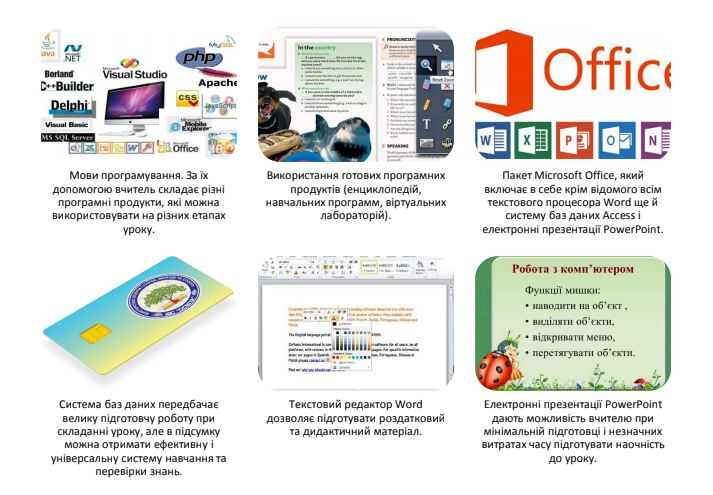 Java
.NET
Microsoft Visual Studio
MySQL
php
Borland
C++Builder
Apache
Delphi
CSS
JavaScript
Visual Basic
Mobile Explorer
MS SQL Server
Microsoft Office
In the country
PRONUNCIATION
Reset Zoom
Office
Мови програмування. За їх
допомогою вчитель складає різні
програмні продукти, які можна
використовувати на різних етапах
уроку.
Використання готових програмних
продуктів (енциклопедій,
навчальних программ, віртуальних
лабораторій).
Пакет Microsoft Office, який
включає в себе крім відомого всім
текстового процесора Word ще й
систему баз даних Access і
електронні презентації PowerPoint.
Робота з комп’ютером
Функції мишки:
• наводити на об’єкт ,
• виділяти об’єкти,
• відкривати меню,
• перетягувати об’єкти.
Система баз даних передбачає
велику підготовчу роботу при
складанні уроку, але в підсумку
можна отримати ефективну і
універсальну систему навчання та
перевірки знань.
Текстовий редактор Word
дозволяє підготувати роздатковий
та дидактичний матеріал.
Електронні презентації PowerPoint
дають можливість вчителю при
мінімальній підготовці і незначних
витратах часу підготувати наочність
до уроку.